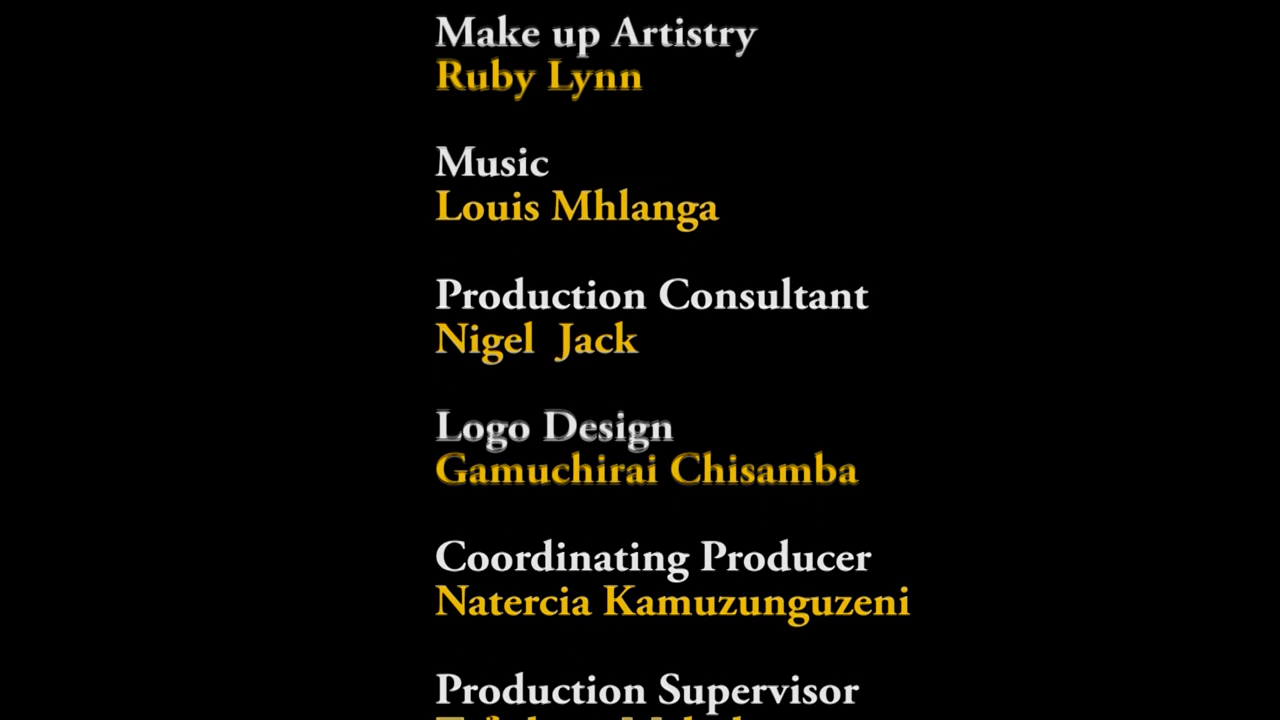 Make up Artistry
Ruby Lynn
Music
Louis Mhlanga
Production Consultant
Nigel  Jack
Logo Design
Gamuchirai Chisamba
Coordinating Producer
Natercia Kamuzunguzeni
Production Supervisor